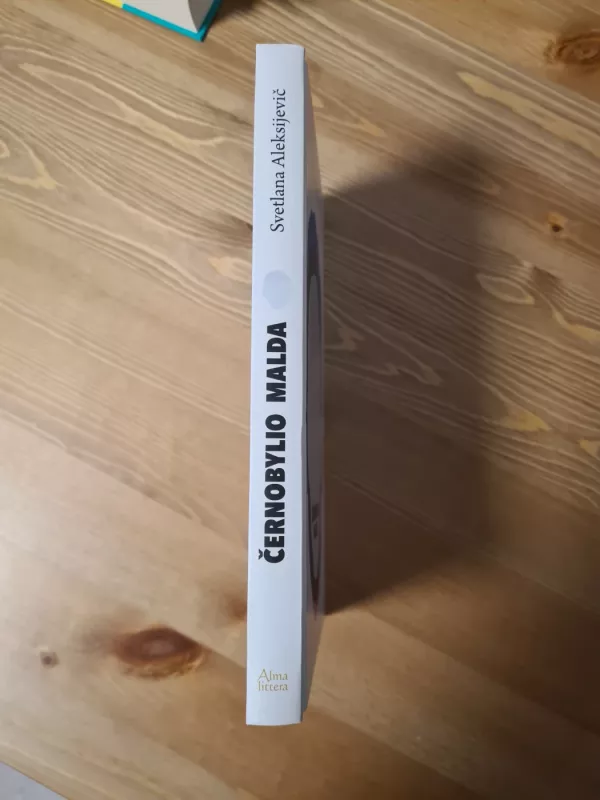 Svetlana Aleksijevič
ČERNOBYLIO MALDA
Alma
littera